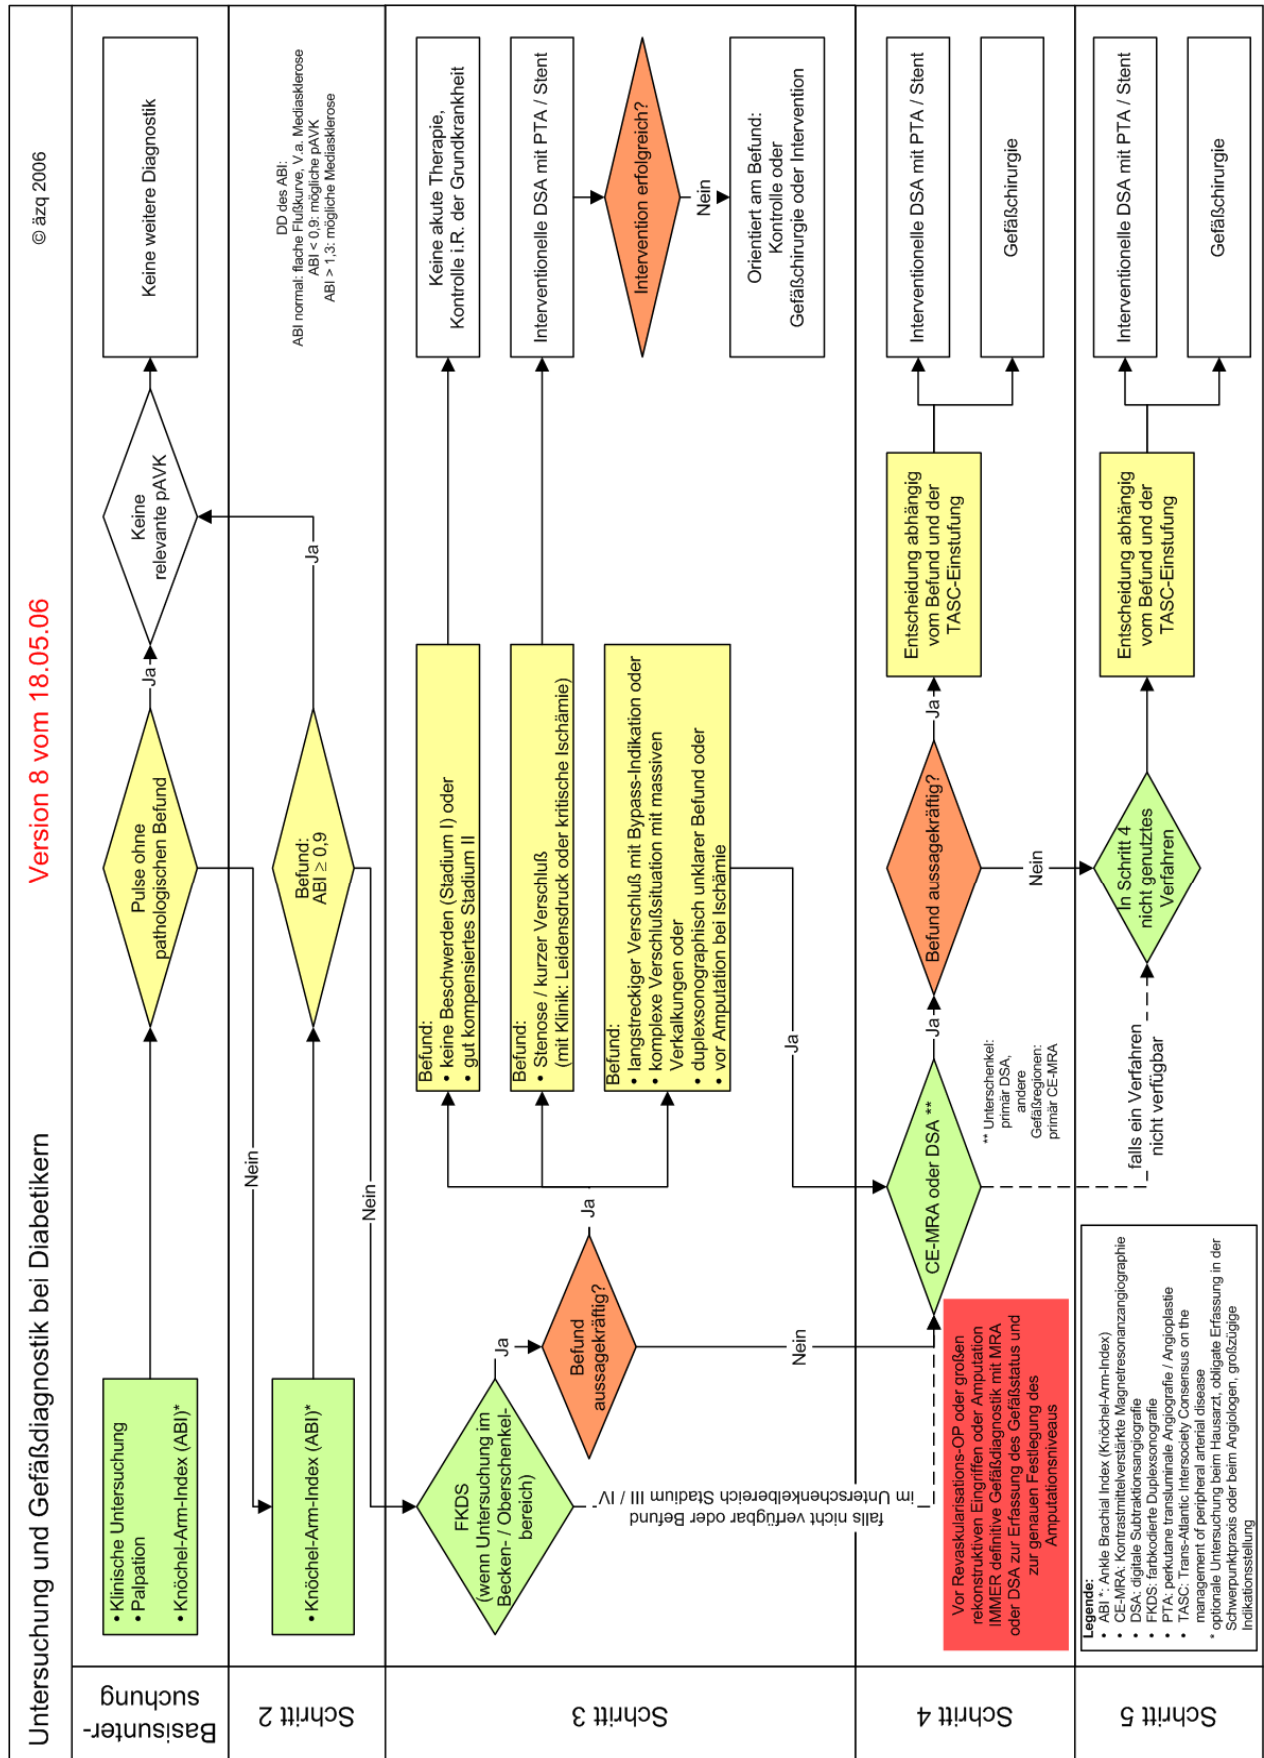 Untersuchung und Gefäßdiagnostik bei Diabetikern
Version 8 vom 18.05.06
© äzq 2006
Basisunter-
suchung
• Klinische Untersuchung
• Palpation
• Knöchel-Arm-Index (ABI)*
Pulse ohne
pathologischen Befund
Ja
Keine
relevante pAVK
Keine weitere Diagnostik
Nein
Schritt 2
• Knöchel-Arm-Index (ABI)*
Befund:
ABI ≥ 0,9
Ja
DD des ABI:
ABI normal: flache Flußkurve, V.a. Mediasklerose
ABI < 0,9: mögliche pAVK
ABI > 1,3: mögliche Mediasklerose
Nein
Schritt 3
FKDS
(wenn Untersuchung im
Becken- / Oberschenkel-
bereich)
Ja
Befund
aussagekräftig?
Ja
Nein
falls nicht verfügbar oder Befund
im Unterschenkelbereich Stadium III / IV
Befund:
• keine Beschwerden (Stadium I) oder
• gut kompensiertes Stadium II
Keine akute Therapie,
Kontrolle i.R. der Grundkrankheit
Befund:
• Stenose / kurzer Verschluß
(mit Klinik: Leidensdruck oder kritische Ischämie)
Interventionelle DSA mit PTA / Stent
Intervention erfolgreich?
Nein
Orientiert am Befund:
Kontrolle oder
Gefäßchirurgie oder Intervention
Befund:
• langstreckiger Verschluß mit Bypass-Indikation oder
• komplexe Verschlußsituation mit massiven
Verkalkungen oder
• duplexsonographisch unklarer Befund oder
• vor Amputation bei Ischämie
Ja
Schritt 4
Vor Revaskularisations-OP oder großen
rekonstruktiven Eingriffen oder Amputation
IMMER definitive Gefäßdiagnostik mit MRA
oder DSA zur Erfassung des Gefäßstatus und
zur genauen Festlegung des
Amputationsniveaus
CE-MRA oder DSA **
** Unterschenkel:
primär DSA,
andere
Gefäßregionen:
primär CE-MRA
Ja
Befund aussagekräftig?
Ja
Entscheidung abhängig
vom Befund und der
TASC-Einstufung
Interventionelle DSA mit PTA / Stent
Gefäßchirurgie
Nein
Schritt 5
falls ein Verfahren
nicht verfügbar
In Schritt 4
nicht genutztes
Verfahren
Entscheidung abhängig
vom Befund und der
TASC-Einstufung
Interventionelle DSA mit PTA / Stent
Gefäßchirurgie
Legende:
• ABI *: Ankle Brachial Index (Knöchel-Arm-Index)
• CE-MRA: Kontrastmittelverstärkte Magnetresonanzangiographie
• DSA: digitale Subtraktionsangiografie
• FKDS: farbkodierte Duplexsonografie
• PTA: perkutane transluminale Angiografie / Angioplastie
• TASC: Trans-Atlantic Intersociety Consensus on the
management of peripheral arterial disease
* optionale Untersuchung beim Hausarzt, obligate Erfassung in der
Schwerpunktpraxis oder beim Angiologen, großzügige
Indikationsstellung